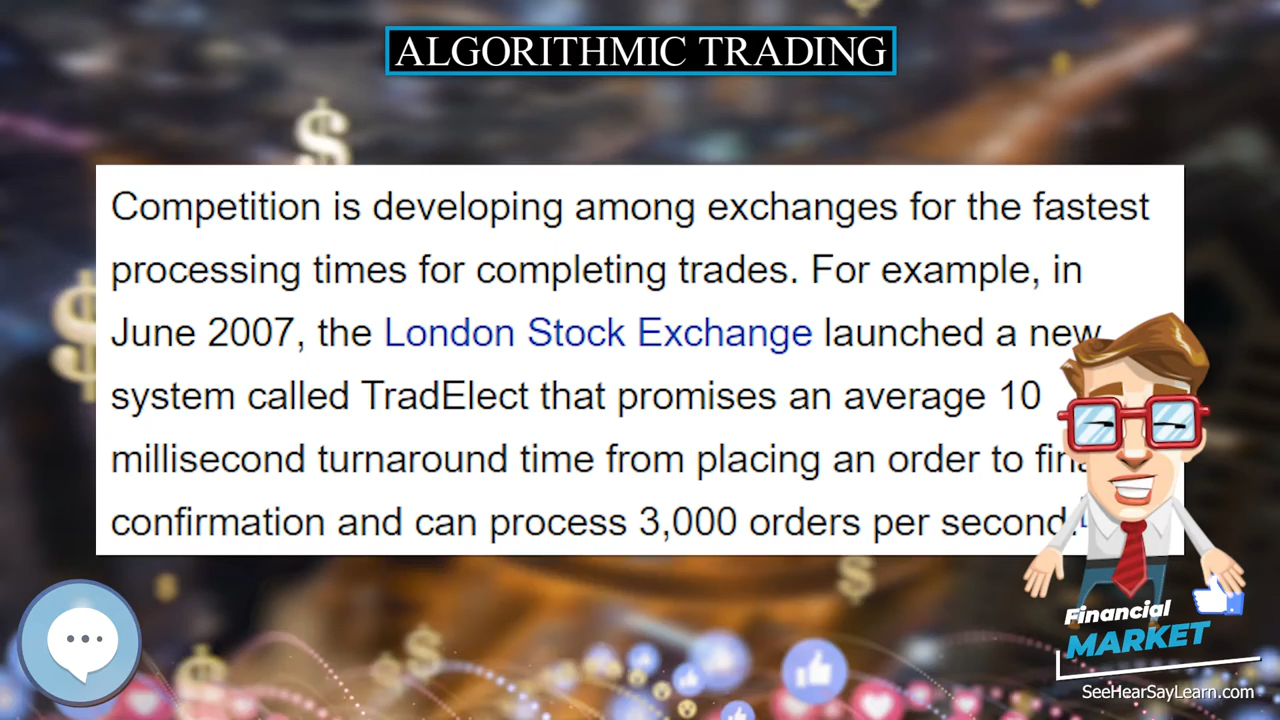 ALGORITHMIC TRADING
Competition is developing among exchanges for the fastest
processing times for completing trades. For example, in
June 2007, the London Stock Exchange launched a new
system called TradElect that promises an average 10
millisecond turnaround time from placing an order to
confirmation and can process 3,000 orders per second.
Financial
MARKET
SeeHearSayLearn.com